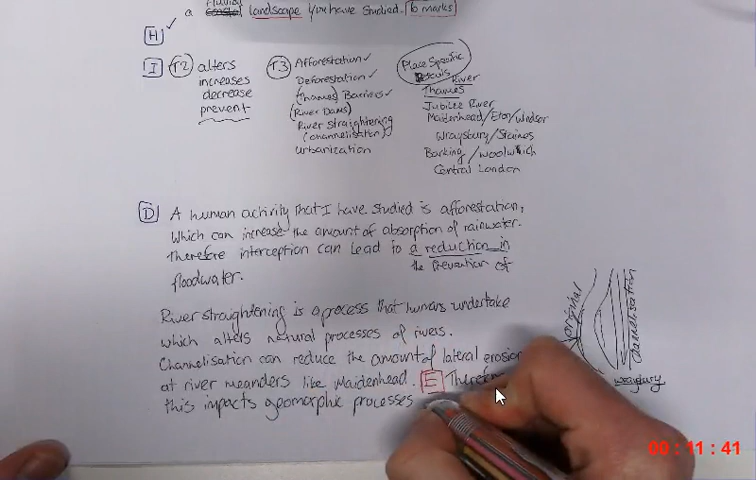 Fluvial
a coastal landscape you have studied. 6 marks
H ✓
I T2 alters
increases
decrease
prevent
T3 Afforestation ✓
Deforestation ✓
(Thames) Barriers ✓
(River Dams)
River straightening
(channelisation)
urbanization
Place Specific
Details River
Thames
Jubilee River
Maidenhead/Eton/Windsor
Wraysbury/Staines
Barking/Woolwich
Central London
D A human activity that I have studied is afforestation,
which can increase the amount of absorption of rainwater.
Therefore interception can lead to a reduction in
the prevention of
floodwater.
River straightening is a process that humans undertake
which alters natural processes of rivers.
Channelisation can reduce the amount of lateral erosion
at river meanders like Maidenhead. E Therefore
this impacts geomorphic processes
original
channelisation
wraysbury
00:11:41